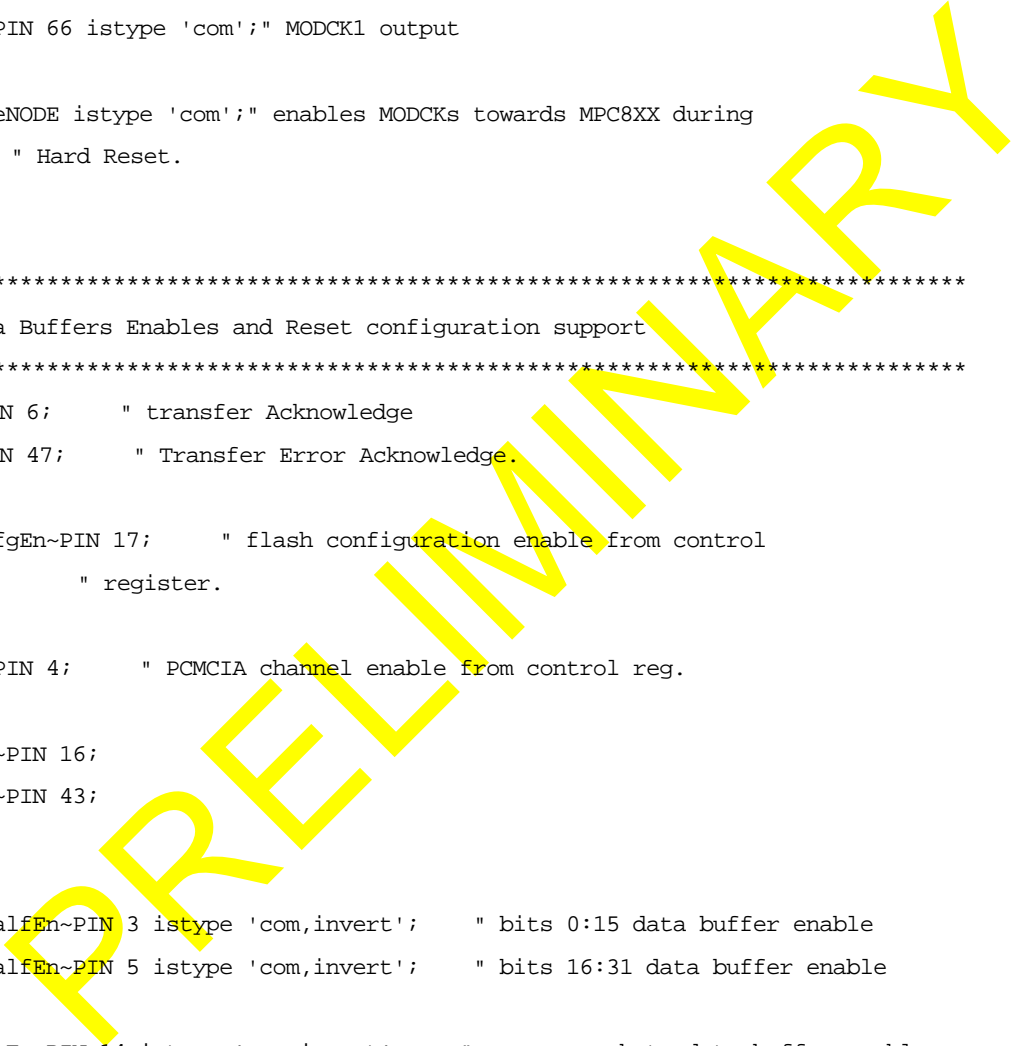 PIN 66 istype 'com';" MODCK1 output
eNODE istype 'com';" enables MODCKs towards MPC8XX during
" Hard Reset.
*************************************************************************
a Buffers Enables and Reset configuration support
*************************************************************************
N 6; " transfer Acknowledge
N 47; " Transfer Error Acknowledge.
fgEn~PIN 17; " flash configuration enable from control
" register.
PIN 4; " PCMCIA channel enable from control reg.
~PIN 16;
~PIN 43;
alfEn~PIN 3 istype 'com,invert'; " bits 0:15 data buffer enable
alfEn~PIN 5 istype 'com,invert'; " bits 16:31 data buffer enable
PRELIMINARY